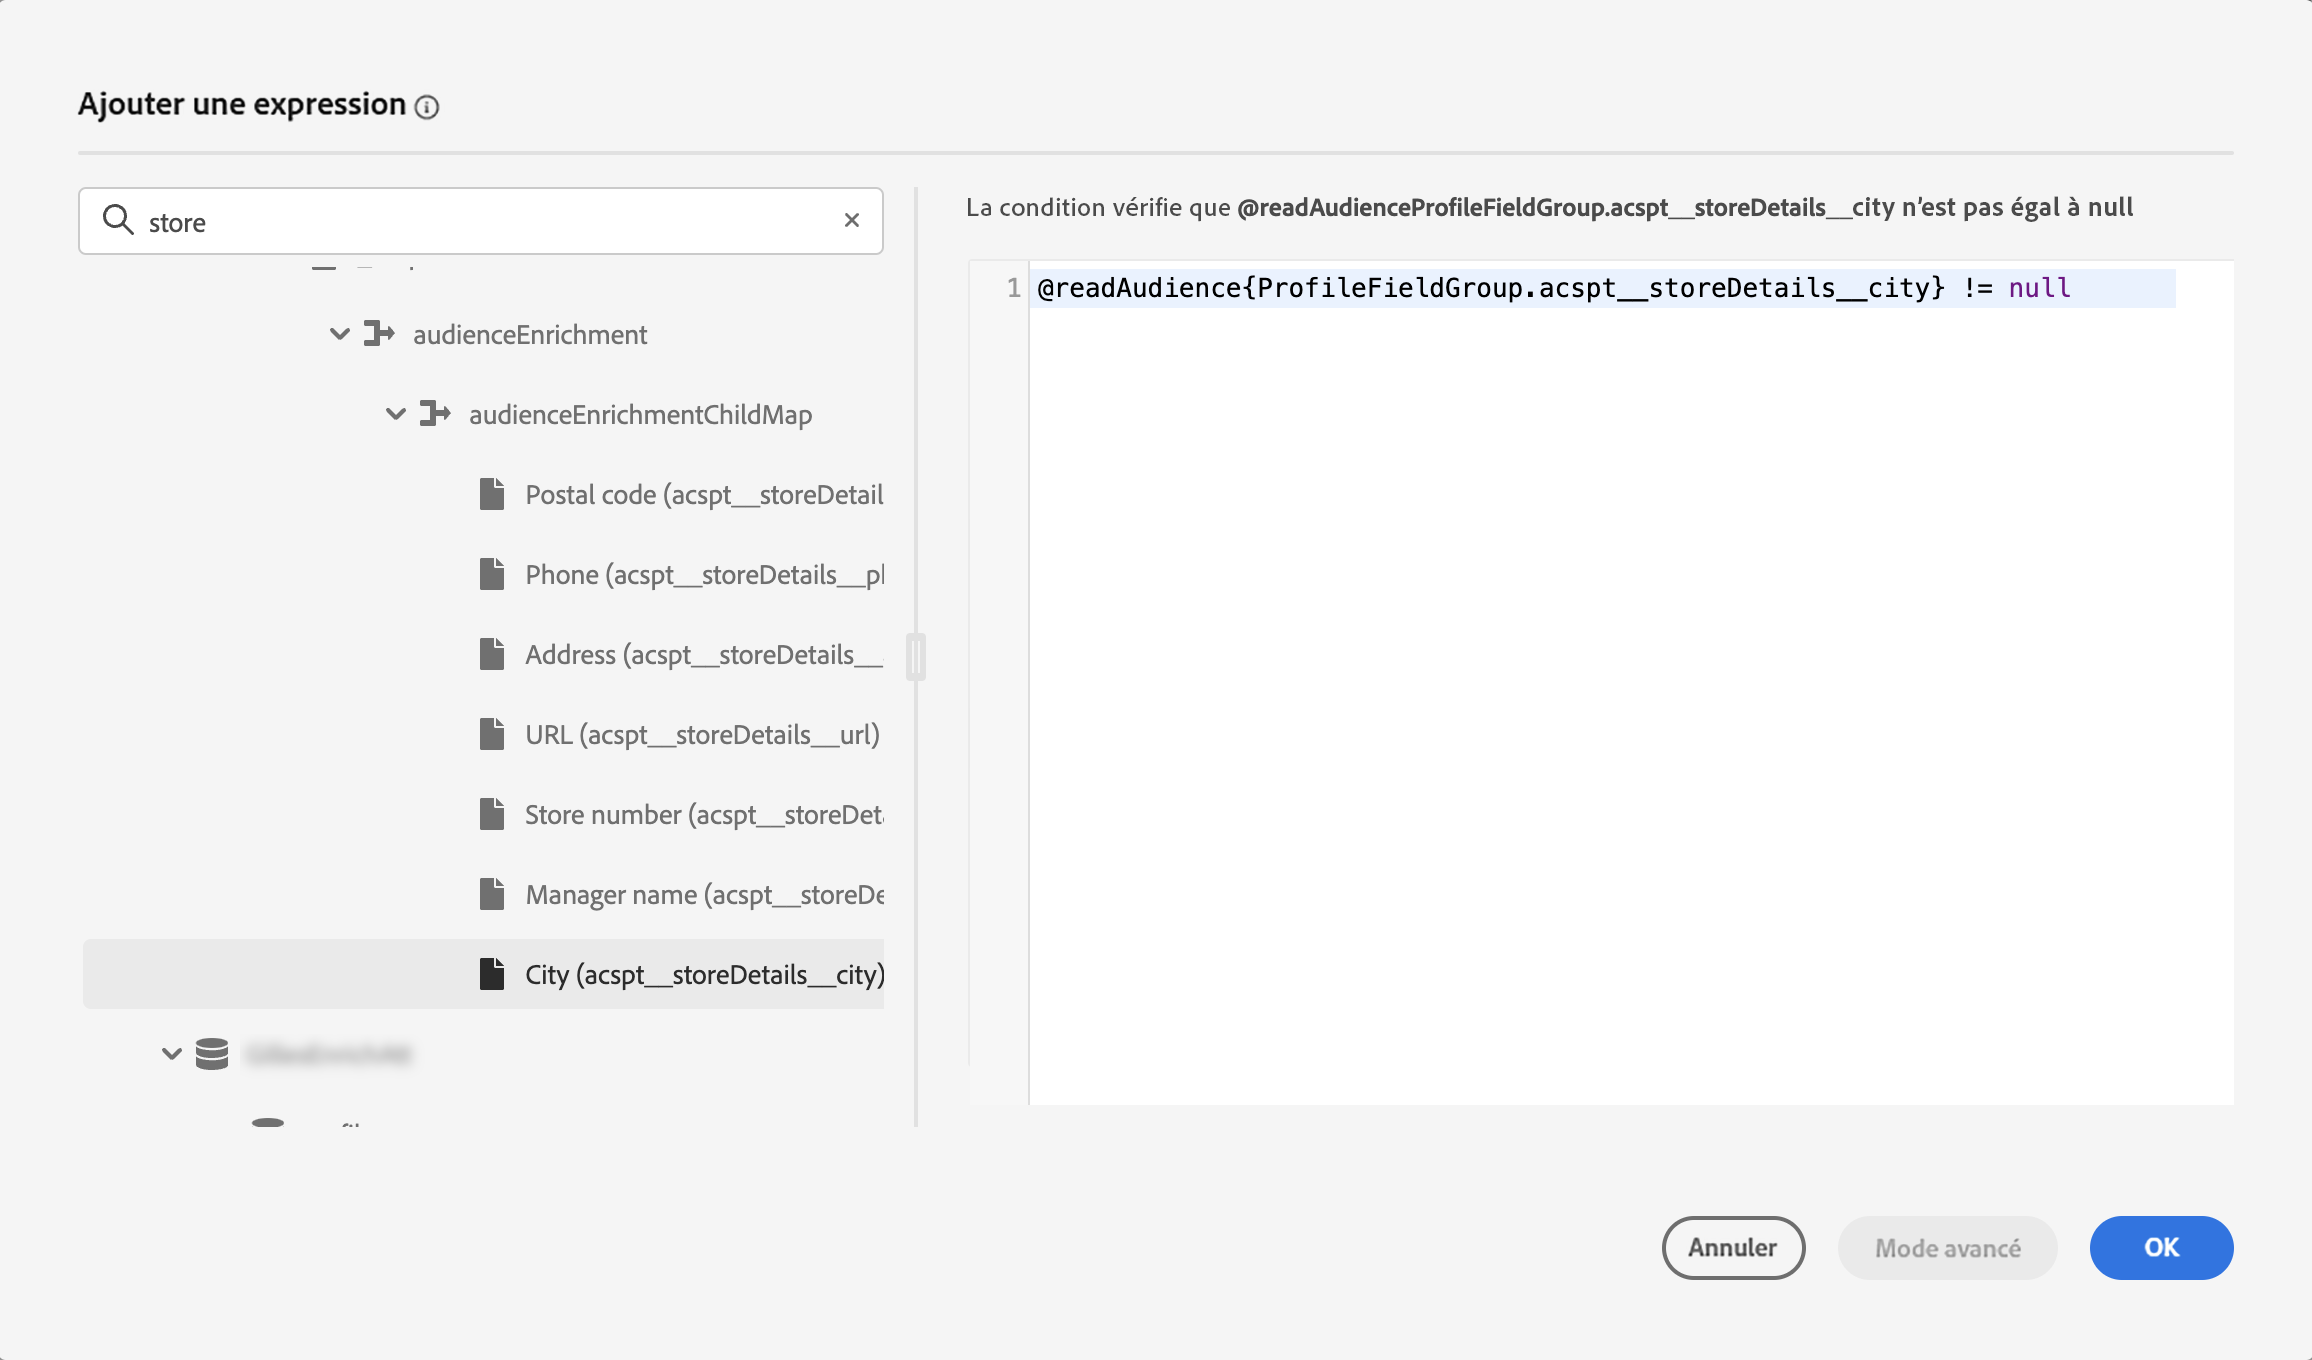 Ajouter une expression
store
audienceEnrichment
audienceEnrichmentChildMap
Postal code (acspt__storeDetail
Phone (acspt__storeDetails__pl
Address (acspt__storeDetails__
URL (acspt__storeDetails__url)
Store number (acspt__storeDeta
Manager name (acspt__storeDe
City (acspt__storeDetails__city)
La condition vérifie que @readAudienceProfileFieldGroup.acspt__storeDetails__city n’est pas égal à null
1 @readAudience{ProfileFieldGroup.acspt__storeDetails__city} != null
Annuler
Mode avancé
OK